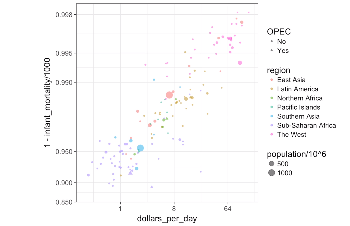 0.998
0.995
0.990
0.950
0.900
0.850
1 - infant_mortality/1000
1
8
64
dollars_per_day
OPEC
No
Yes
region
East Asia
Latin America
Northern Africa
Pacific Islands
Southern Asia
Sub-Saharan Africa
The West
population/10^6
500
1000